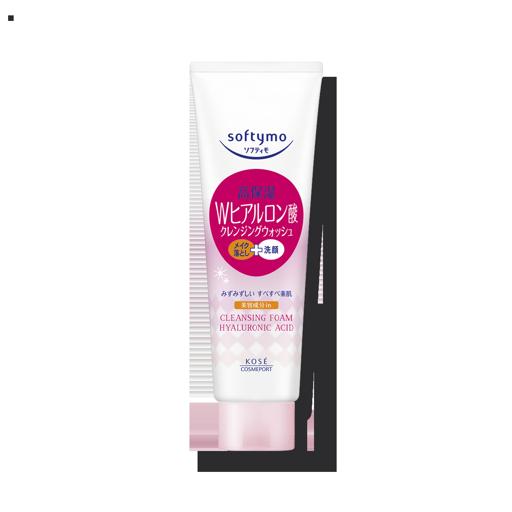 softymo
ソフティモ
高保湿
Wヒアルロン酸
クレンジングウォッシュ
メイク
落とし
+
洗顔
みずみずしい すべすべ素肌
美容成分in
CLEANSING FOAM
HYALURONIC ACID
KOSÉ
COSMEPORT